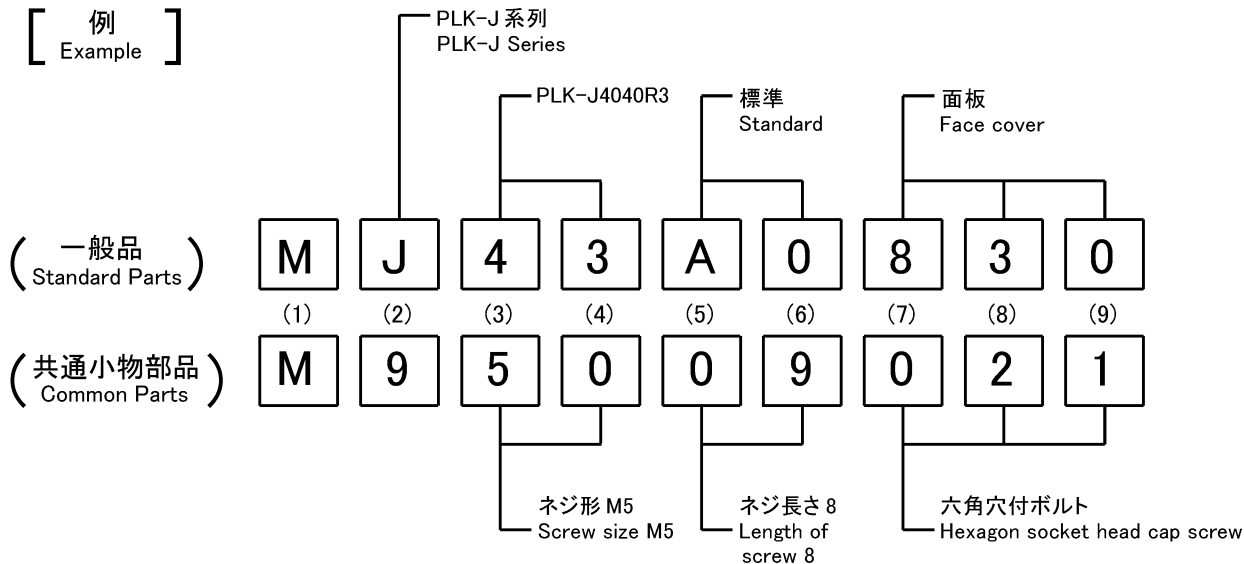 例
Example
PLK-J系列
PLK-J Series
PLK-J4040R3
標準
Standard
面板
Face cover
一般品
Standard Parts
M J 4 3 A 0 8 3 0
(1) (2) (3) (4) (5) (6) (7) (8) (9)
共通小物部品
Common Parts
M 9 5 0 0 9 0 2 1
ネジ形 M5
Screw size M5
ネジ長さ 8
Length of
screw 8
六角穴付ボルト
Hexagon socket head cap screw